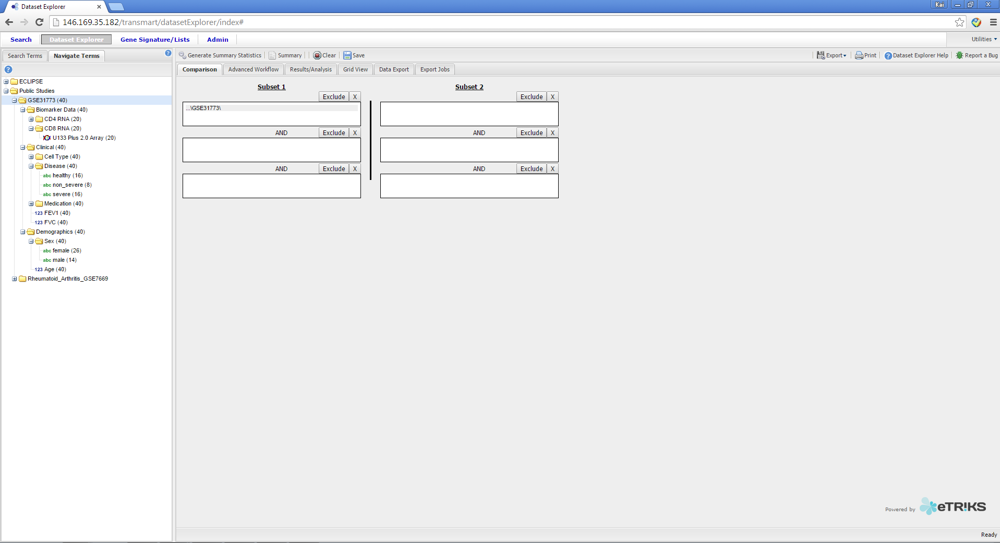 Dataset Explorer
Kai
146.169.35.182/transmart/datasetExplorer/index#
Search Dataset Explorer Gene Signature/Lists Admin Utilities
Search Terms Navigate Terms
Generate Summary Statistics Summary Clear Save Export Print Dataset Explorer Help Report a Bug
Comparison Advanced Workflow Results/Analysis Grid View Data Export Export Jobs
ECLIPSE
Public Studies
GSE31773 (40)
Biomarker Data (40)
CD4 RNA (20)
CD8 RNA (20)
U133 Plus 2.0 Array (20)
Clinical (40)
Cell Type (40)
Disease (40)
abc healthy (16)
abc non_severe (8)
abc severe (16)
Medication (40)
123 FEV1 (40)
123 FVC (40)
Demographics (40)
Sex (40)
abc female (26)
abc male (14)
123 Age (40)
Rheumatoid_Arthritis_GSE7669
Subset 1
Exclude X
...\GSE31773\
AND Exclude X
AND Exclude X
Subset 2
Exclude X
AND Exclude X
AND Exclude X
Powered by eTRIKS
Ready